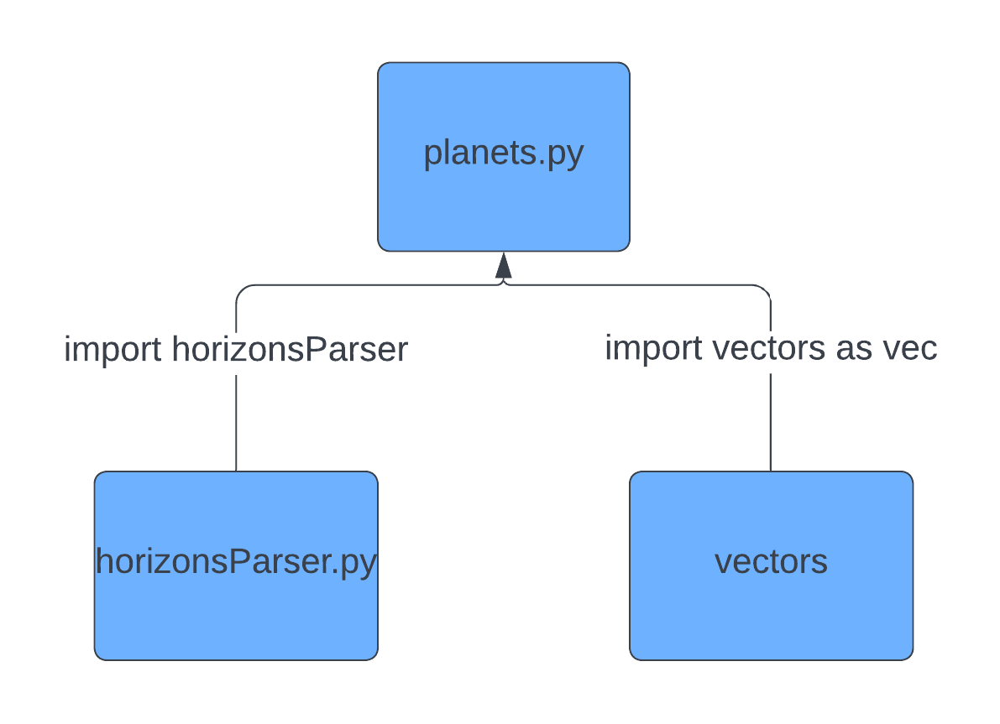 planets.py
import horizonsParser
import vectors as vec
horizonsParser.py
vectors